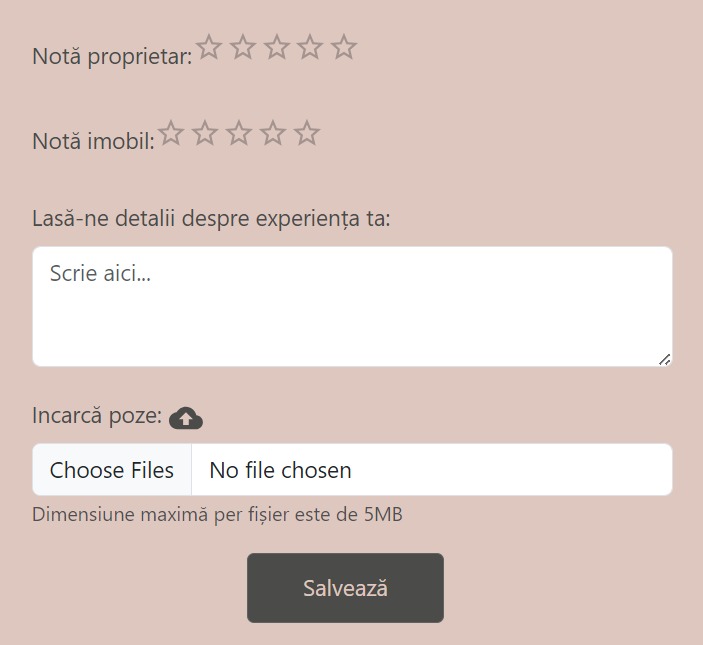 Notă proprietar:
Notă imobil:
Lasă-ne detalii despre experiența ta:
Scrie aici...
Incarcă poze:
Choose Files No file chosen
Dimensiune maximă per fișier este de 5MB
Salvează